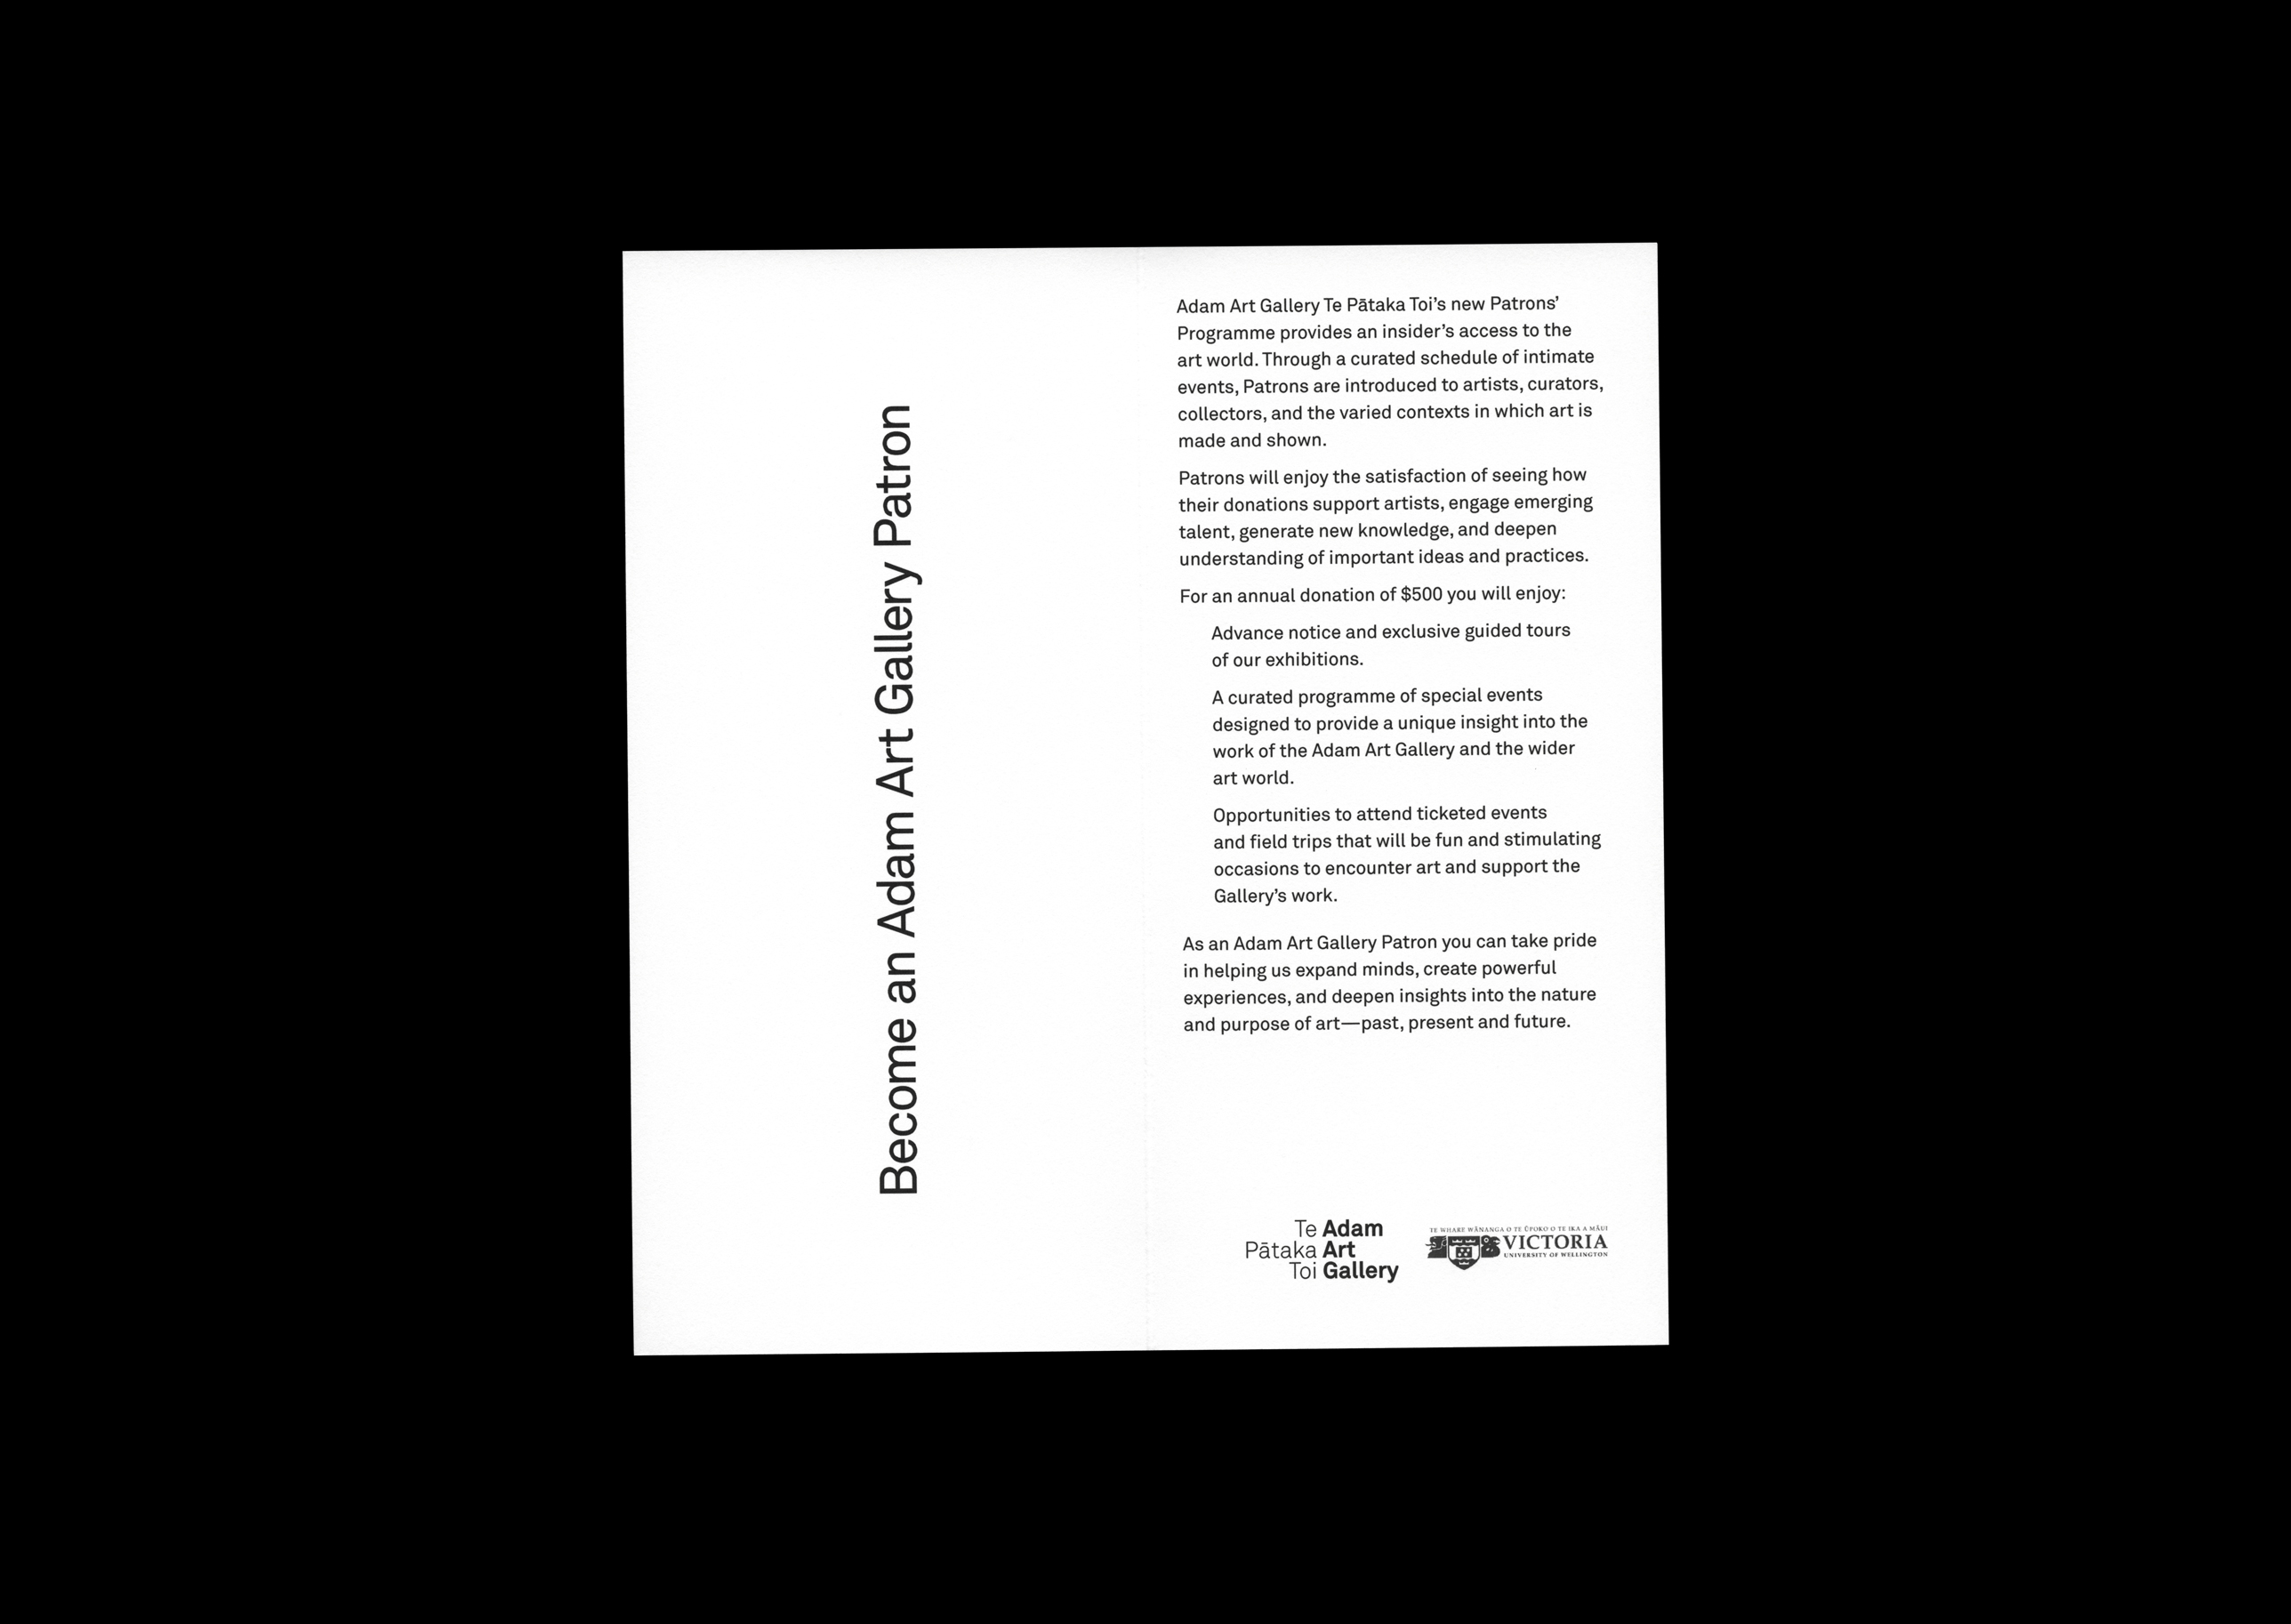 Become an Adam Art Gallery Patron
Adam Art Gallery Te Pātaka Toi’s new Patrons’
Programme provides an insider’s access to the
art world. Through a curated schedule of intimate
events, Patrons are introduced to artists, curators,
collectors, and the varied contexts in which art is
made and shown.
Patrons will enjoy the satisfaction of seeing how
their donations support artists, engage emerging
talent, generate new knowledge, and deepen
understanding of important ideas and practices.
For an annual donation of $500 you will enjoy:
Advance notice and exclusive guided tours
of our exhibitions.
A curated programme of special events
designed to provide a unique insight into the
work of the Adam Art Gallery and the wider
art world.
Opportunities to attend ticketed events
and field trips that will be fun and stimulating
occasions to encounter art and support the
Gallery’s work.
As an Adam Art Gallery Patron you can take pride
in helping us expand minds, create powerful
experiences, and deepen insights into the nature
and purpose of art—past, present and future.
Te Adam
Pātaka Art
Toi Gallery
TE WHARE WĀNANGA O TE ŪPOKO O TE IKA A MĀUI
VICTORIA
UNIVERSITY OF WELLINGTON